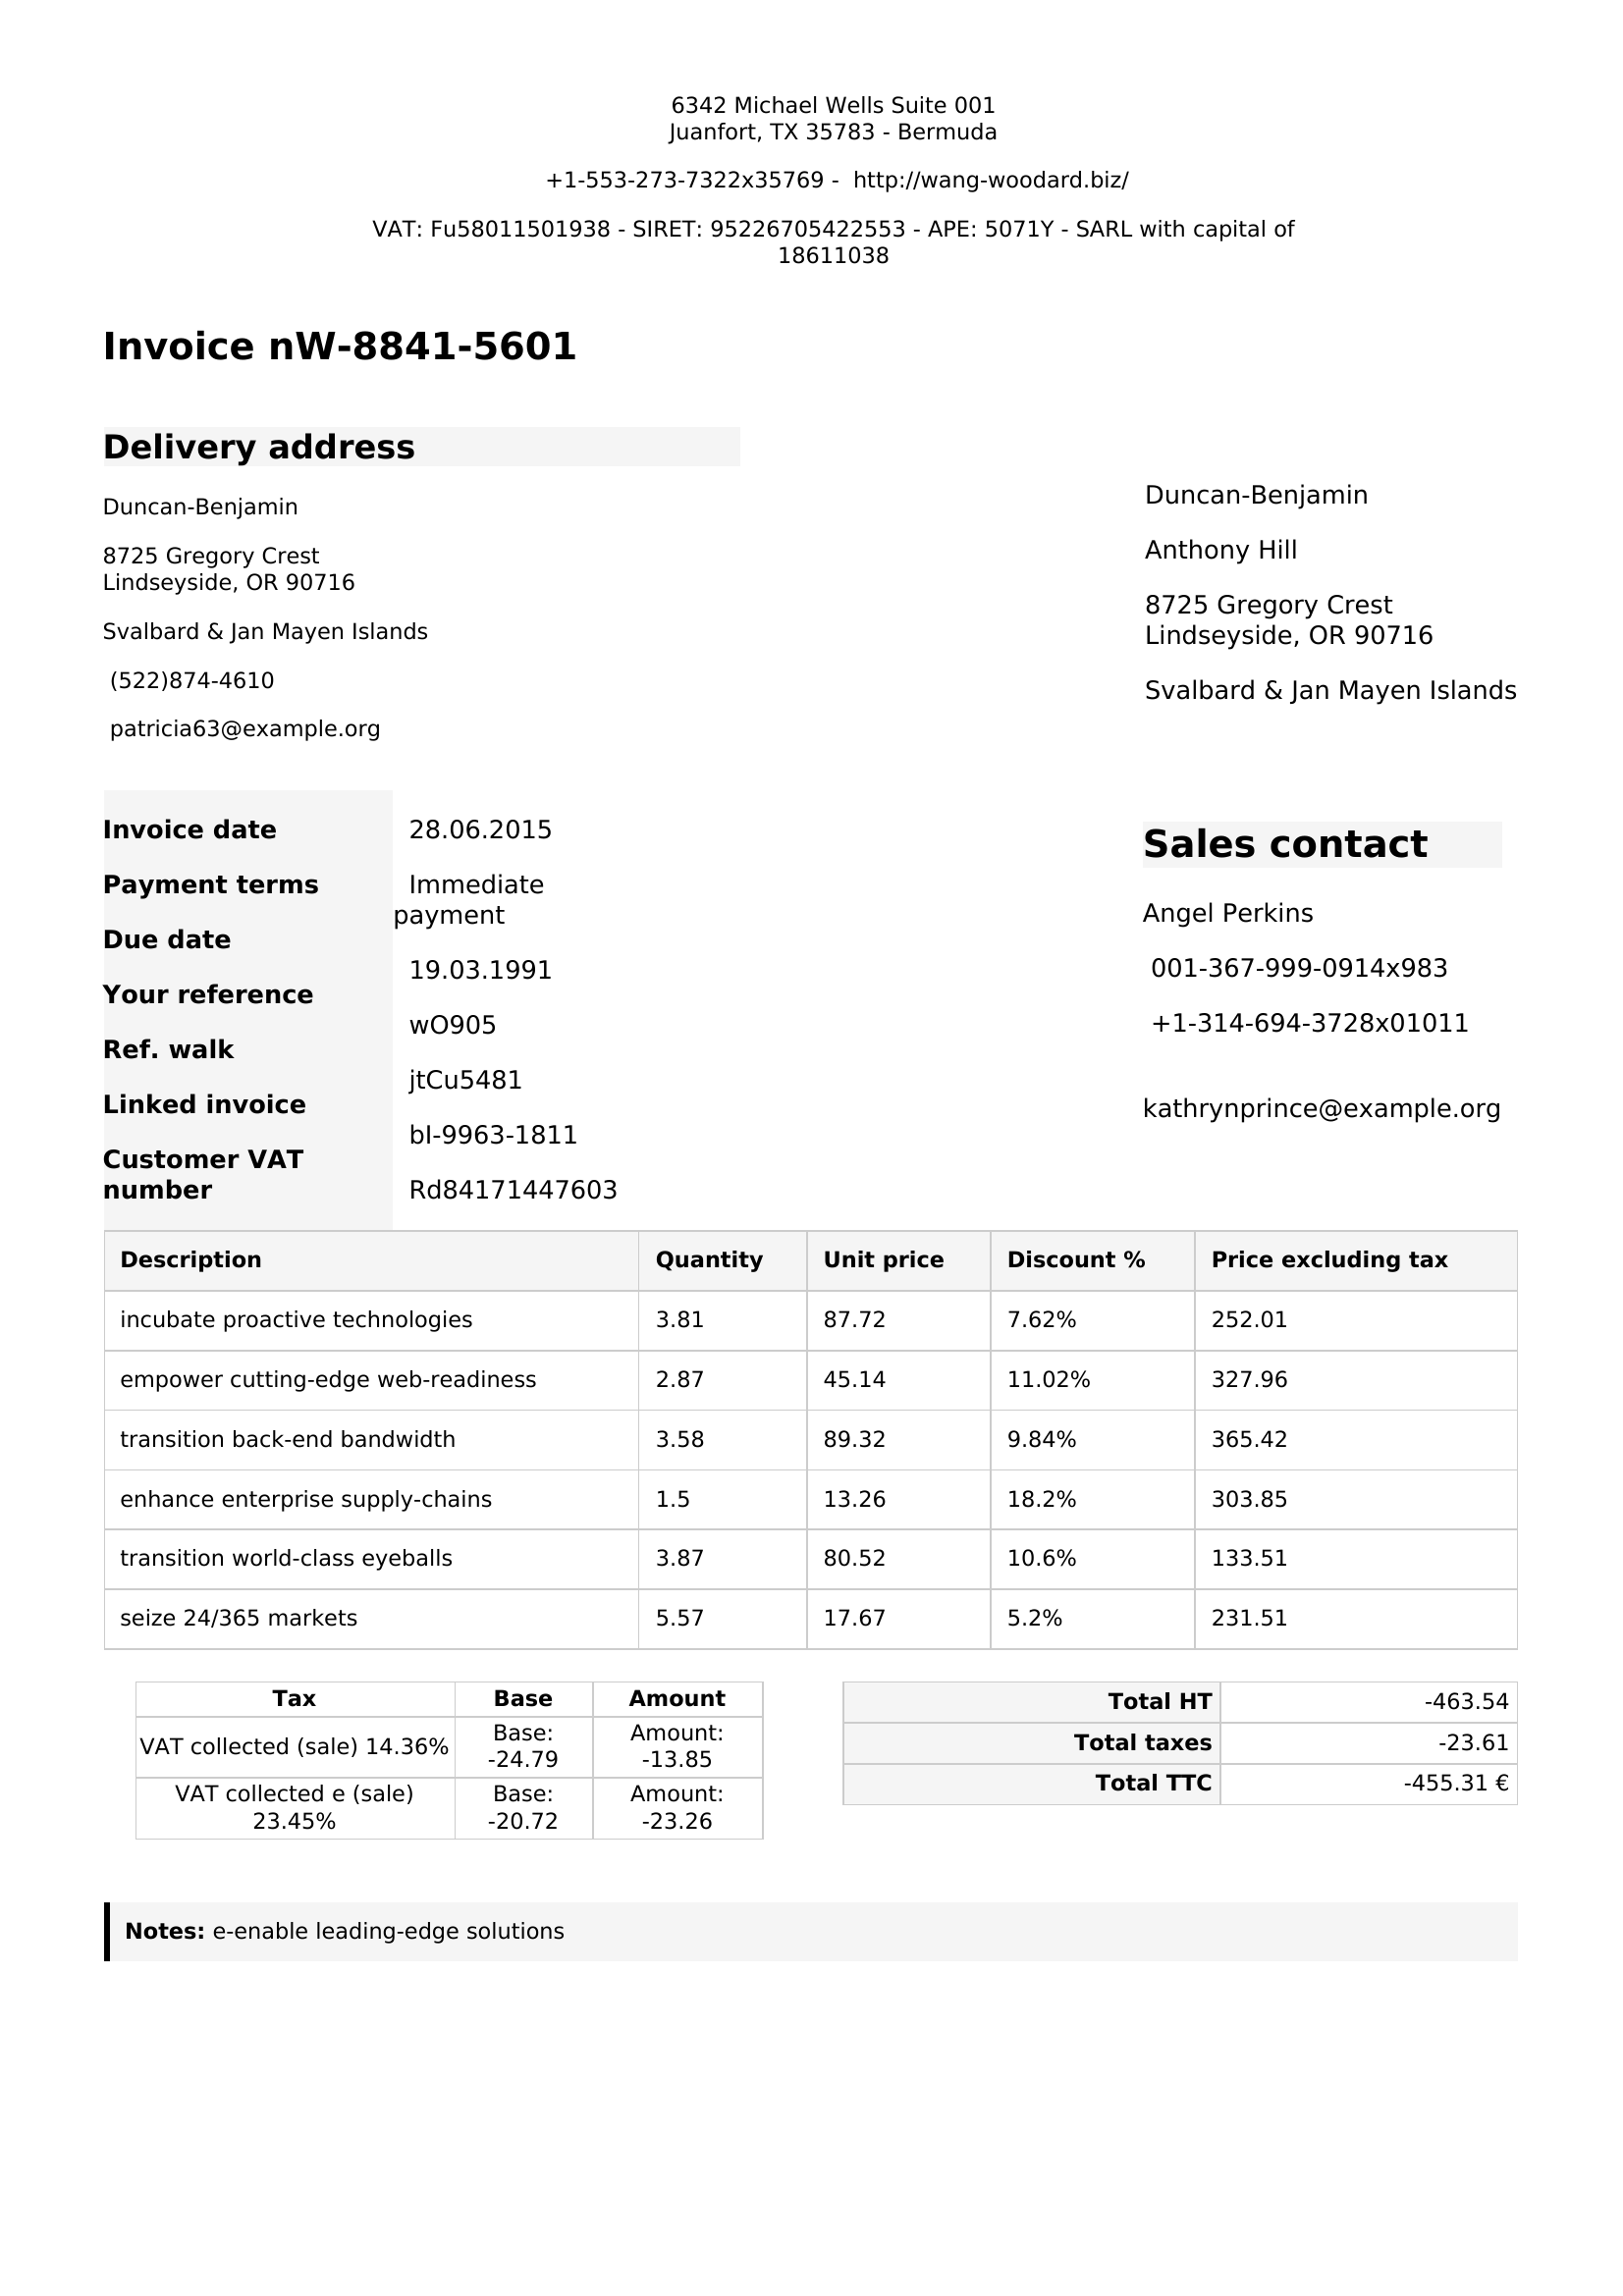 6342 Michael Wells Suite 001
Juanfort, TX 35783 - Bermuda
+1-553-273-7322x35769 -  http://wang-woodard.biz/
VAT: Fu58011501938 - SIRET: 95226705422553 - APE: 5071Y - SARL with capital of
18611038
Invoice nW-8841-5601
Delivery address
Duncan-Benjamin
8725 Gregory Crest
Lindseyside, OR 90716
Svalbard & Jan Mayen Islands
(522)874-4610
patricia63@example.org
Duncan-Benjamin
Anthony Hill
8725 Gregory Crest
Lindseyside, OR 90716
Svalbard & Jan Mayen Islands
Invoice date
Payment terms
Due date
Your reference
Ref. walk
Linked invoice
Customer VAT
number
28.06.2015
Immediate
payment
19.03.1991
wO905
jtCu5481
bI-9963-1811
Rd84171447603
Sales contact
Angel Perkins
001-367-999-0914x983
+1-314-694-3728x01011
kathrynprince@example.org
Description Quantity Unit price Discount % Price excluding tax
incubate proactive technologies 3.81 87.72 7.62% 252.01
empower cutting-edge web-readiness 2.87 45.14 11.02% 327.96
transition back-end bandwidth 3.58 89.32 9.84% 365.42
enhance enterprise supply-chains 1.5 13.26 18.2% 303.85
transition world-class eyeballs 3.87 80.52 10.6% 133.51
seize 24/365 markets 5.57 17.67 5.2% 231.51
Tax Base Amount
VAT collected (sale) 14.36% Base: -24.79 Amount: -13.85
VAT collected e (sale) 23.45% Base: -20.72 Amount: -23.26
Total HT -463.54
Total taxes -23.61
Total TTC -455.31 €
Notes: e-enable leading-edge solutions